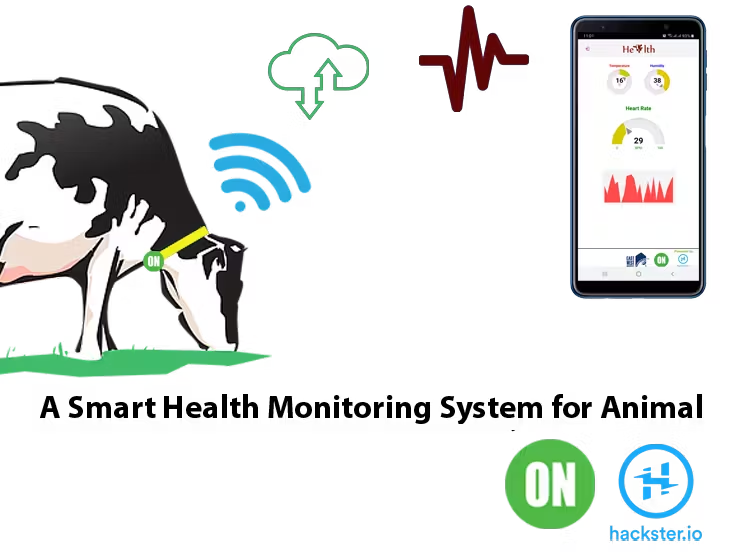 Health
Temperature
Humidity
16°
38
Heart Rate
29
ON
ON
A Smart Health Monitoring System for Animal
ON
hackster.io